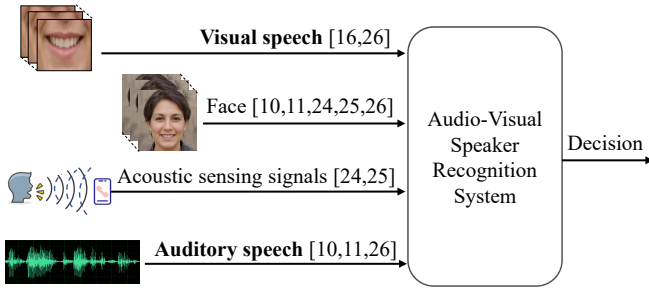 Visual speech [16,26]
Face [10,11,24,25,26]
Acoustic sensing signals [24,25]
Auditory speech [10,11,26]
Audio-Visual
Speaker
Recognition
System
Decision